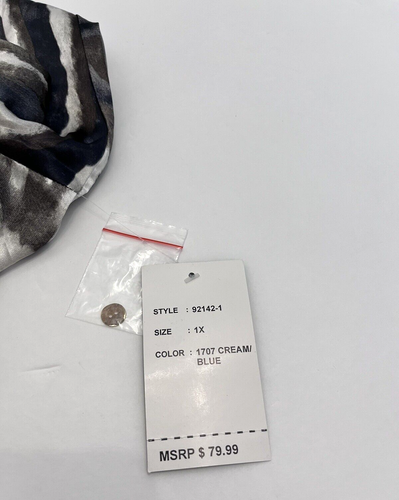 STYLE : 92142-1
SIZE : 1X
COLOR : 1707 CREAM/
BLUE
MSRP $ 79.99